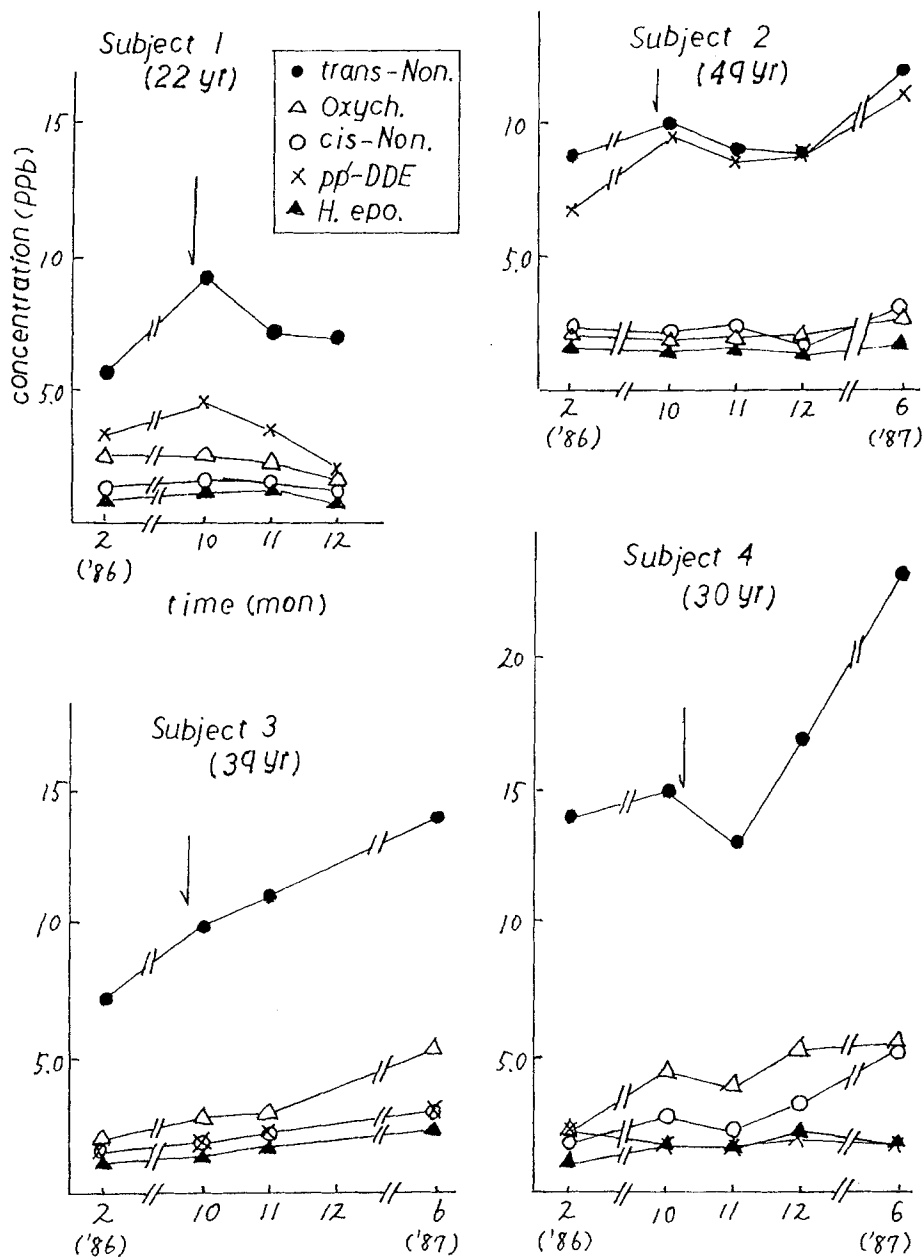 Subject 1
(22 yr)
● trans-Non.
△ Oxych.
○ cis-Non.
× pp'-DDE
▲ H. epo.
concentration (ppb)
15
10
5.0
2 10 11 12
('86)
time (mon)
Subject 2
(49 yr)
10
5.0
2 10 11 12 6
('86) ('87)
Subject 3
(39 yr)
15
10
5.0
2 10 11 12 6
('86) ('87)
Subject 4
(30 yr)
20
15
10
5.0
2 10 11 12 6
('86) ('87)